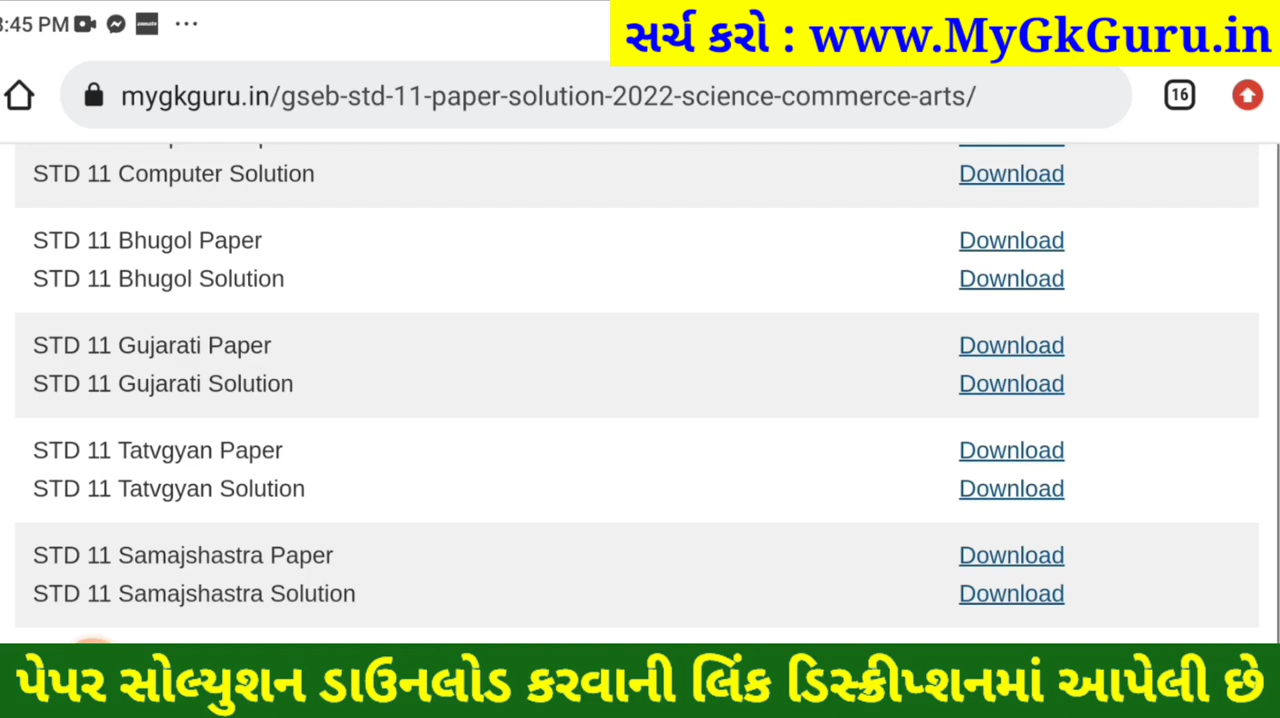 :45 PM
સર્ચ કરો : www.MyGkGuru.in
mygkguru.in/gseb-std-11-paper-solution-2022-science-commerce-arts/
16
STD 11 Computer Solution Download
STD 11 Bhugol Paper Download
STD 11 Bhugol Solution Download
STD 11 Gujarati Paper Download
STD 11 Gujarati Solution Download
STD 11 Tatvgyan Paper Download
STD 11 Tatvgyan Solution Download
STD 11 Samajshastra Paper Download
STD 11 Samajshastra Solution Download
પેપર સોલ્યુશન ડાઉનલોડ કરવાની લિંક ડિસ્ક્રીપ્શનમાં આપેલી છે